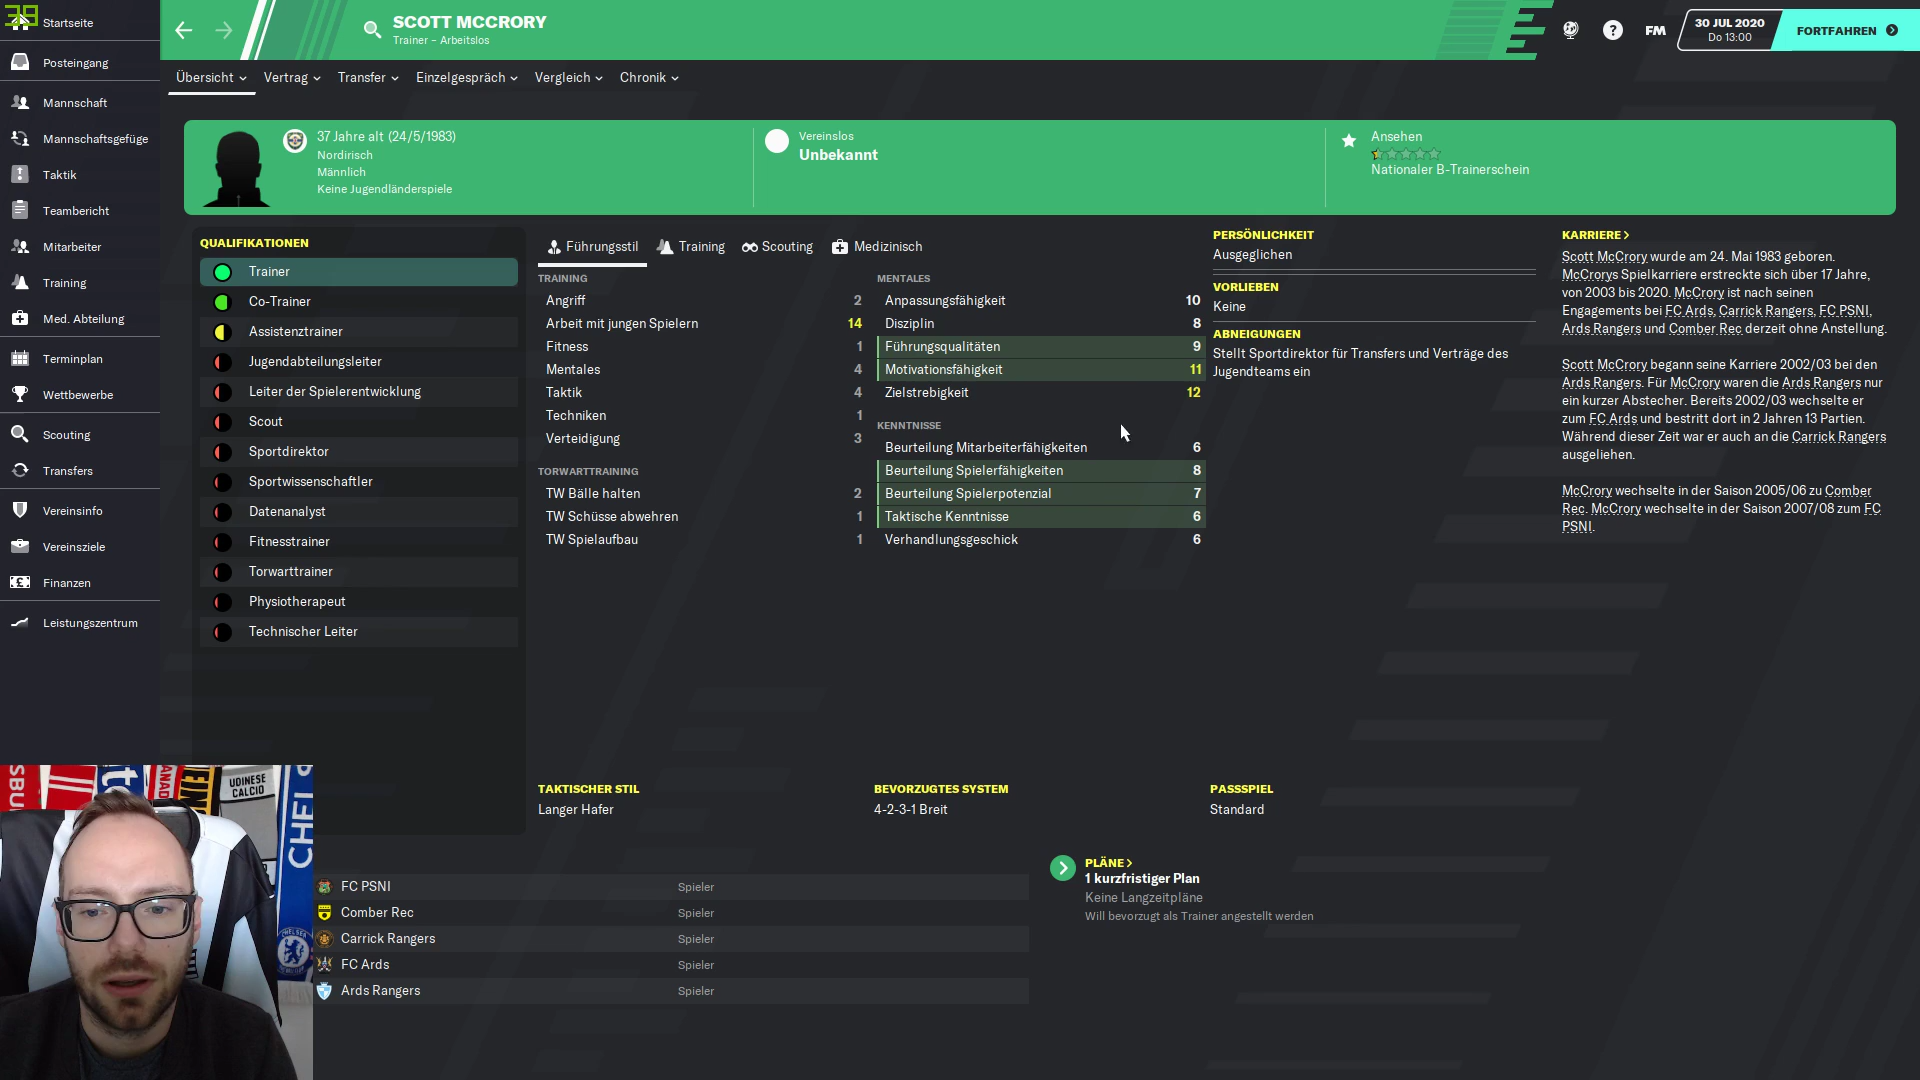 39
Startseite
Posteingang
Mannschaft
Mannschaftsgefüge
Taktik
Teambericht
Mitarbeiter
Training
Med. Abteilung
Terminplan
Wettbewerbe
Scouting
Transfers
Vereinsinfo
Vereinsziele
Finanzen
Leistungszentrum
SCOTT MCCRORY
Trainer – Arbeitslos
FM
30 JUL 2020
Do 13:00
FORTFAHREN
Übersicht
Vertrag
Transfer
Einzelgespräch
Vergleich
Chronik
37 Jahre alt (24/5/1983)
Nordirisch
Männlich
Keine Jugendländerspiele
Vereinslos
Unbekannt
Ansehen
Nationaler B-Trainerschein
QUALIFIKATIONEN
Trainer
Co-Trainer
Assistenztrainer
Jugendabteilungsleiter
Leiter der Spielerentwicklung
Scout
Sportdirektor
Sportwissenschaftler
Datenanalyst
Fitnesstrainer
Torwarttrainer
Physiotherapeut
Technischer Leiter
Führungsstil
Training
Scouting
Medizinisch
TRAINING
Angriff 2
Arbeit mit jungen Spielern 14
Fitness 1
Mentales 4
Taktik 4
Techniken 1
Verteidigung 3
TORWARTTRAINING
TW Bälle halten 2
TW Schüsse abwehren 1
TW Spielaufbau 1
MENTALES
Anpassungsfähigkeit 10
Disziplin 8
Führungsqualitäten 9
Motivationsfähigkeit 11
Zielstrebigkeit 12
KENNTNISSE
Beurteilung Mitarbeiterfähigkeiten 6
Beurteilung Spielerfähigkeiten 8
Beurteilung Spielerpotenzial 7
Taktische Kenntnisse 6
Verhandlungsgeschick 6
PERSÖNLICHKEIT
Ausgeglichen
VORLIEBEN
Keine
ABNEIGUNGEN
Stellt Sportdirektor für Transfers und Verträge des
Jugendteams ein
KARRIERE
Scott McCrory wurde am 24. Mai 1983 geboren.
McCrorys Spielkarriere erstreckte sich über 17 Jahre,
von 2003 bis 2020. McCrory ist nach seinen
Engagements bei FC Ards, Carrick Rangers, FC PSNI,
Ards Rangers und Comber Rec derzeit ohne Anstellung.
Scott McCrory begann seine Karriere 2002/03 bei den
Ards Rangers. Für McCrory waren die Ards Rangers nur
ein kurzer Abstecher. Bereits 2002/03 wechselte er
zum FC Ards und bestritt dort in 2 Jahren 13 Partien.
Während dieser Zeit war er auch an die Carrick Rangers
ausgeliehen.
McCrory wechselte in der Saison 2005/06 zu Comber
Rec. McCrory wechselte in der Saison 2007/08 zum FC
PSNI.
TAKTISCHER STIL
Langer Hafer
BEVORZUGTES SYSTEM
4-2-3-1 Breit
PASSSPIEL
Standard
FC PSNI Spieler
Comber Rec Spieler
Carrick Rangers Spieler
FC Ards Spieler
Ards Rangers Spieler
PLÄNE
1 kurzfristiger Plan
Keine Langzeitpläne
Will bevorzugt als Trainer angestellt werden
UDINESE
CALCIO